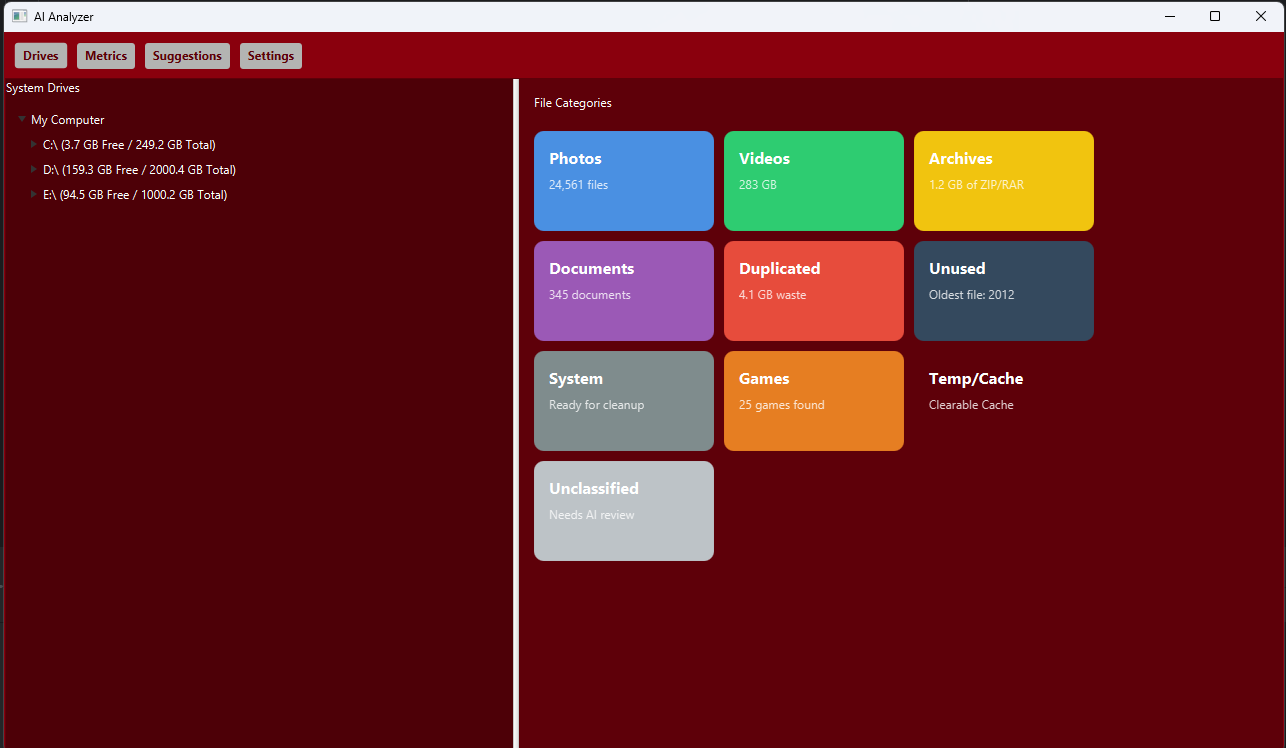 AI Analyzer
Drives
Metrics
Suggestions
Settings
System Drives
My Computer
C:\ (3.7 GB Free / 249.2 GB Total)
D:\ (159.3 GB Free / 2000.4 GB Total)
E:\ (94.5 GB Free / 1000.2 GB Total)
File Categories
Photos
24,561 files
Videos
283 GB
Archives
1.2 GB of ZIP/RAR
Documents
345 documents
Duplicated
4.1 GB waste
Unused
Oldest file: 2012
System
Ready for cleanup
Games
25 games found
Temp/Cache
Clearable Cache
Unclassified
Needs AI review